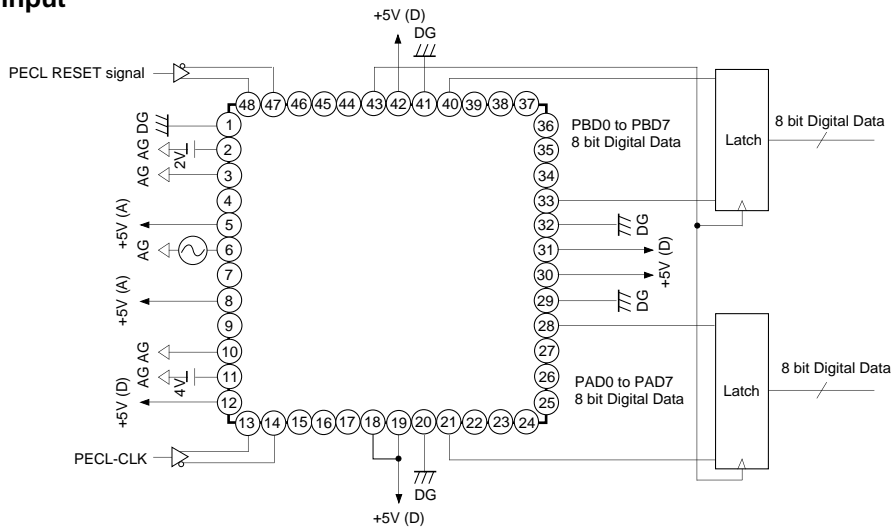 Input
+5V (D)
DG
PECL RESET signal
48 47 46 45 44 43 42 41 40 39 38 37
DG
1
36
PBD0 to PBD7
8 bit Digital Data
Latch
8 bit Digital Data
AG
2V
2
35
AG
3
34
4
33
+5V (A)
5
32
DG
AG
6
31
+5V (D)
7
30
+5V (A)
8
29
DG
9
28
AG
10
27
AG
4V
11
26
PAD0 to PAD7
8 bit Digital Data
Latch
8 bit Digital Data
+5V (D)
12
25
13 14 15 16 17 18 19 20 21 22 23 24
PECL-CLK
DG
+5V (D)